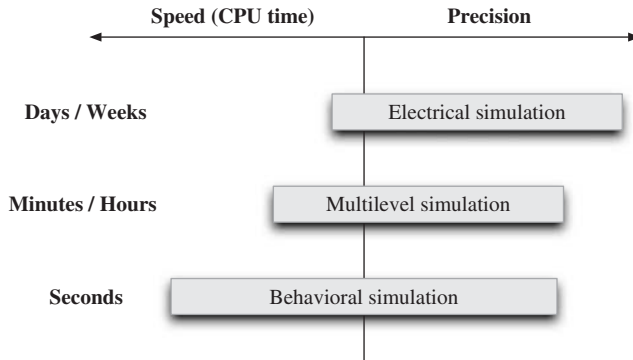 Speed (CPU time) Precision
Days / Weeks Electrical simulation
Minutes / Hours Multilevel simulation
Seconds Behavioral simulation